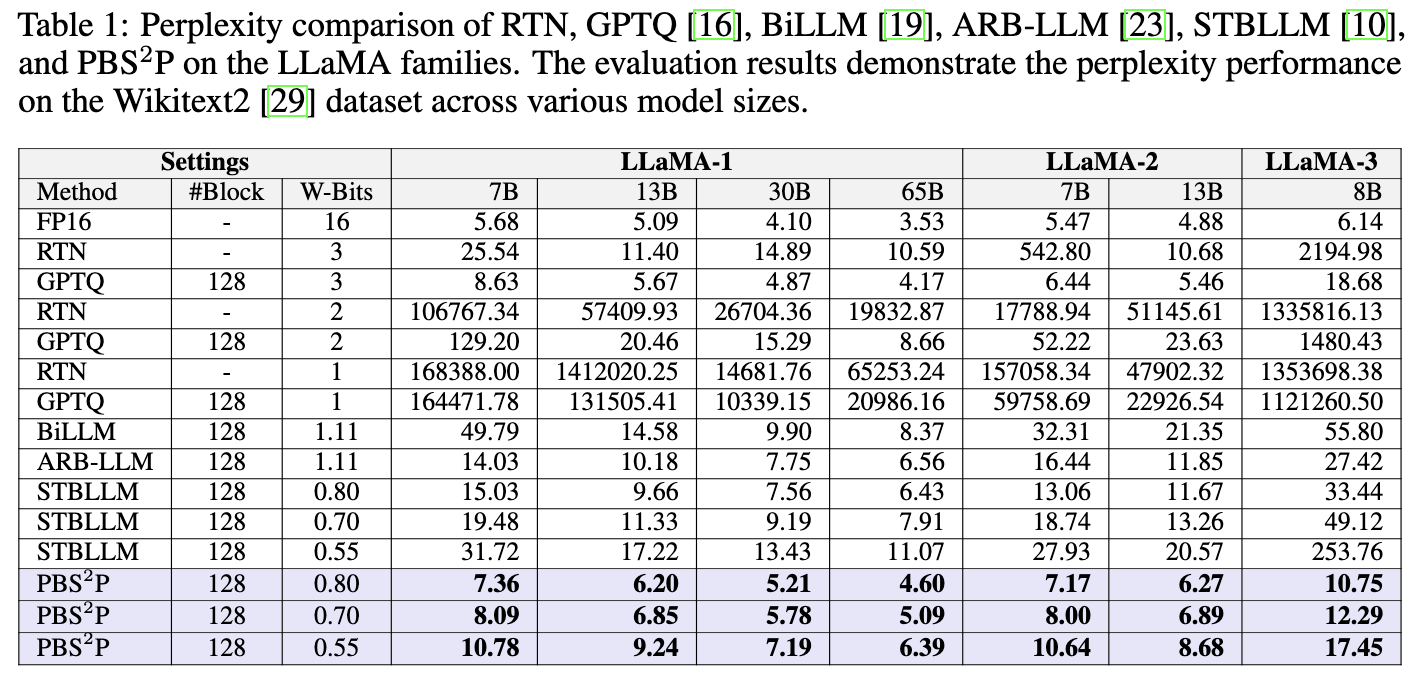 Table 1: Perplexity comparison of RTN, GPTQ [16], BiLLM [19], ARB-LLM [23], STBLLM [10],
and PBS²P on the LLaMA families. The evaluation results demonstrate the perplexity performance
on the Wikitext2 [29] dataset across various model sizes.
Settings LLaMA-1 LLaMA-2 LLaMA-3
Method #Block W-Bits 7B 13B 30B 65B 7B 13B 8B
FP16 - 16 5.68 5.09 4.10 3.53 5.47 4.88 6.14
RTN - 3 25.54 11.40 14.89 10.59 542.80 10.68 2194.98
GPTQ 128 3 8.63 5.67 4.87 4.17 6.44 5.46 18.68
RTN - 2 106767.34 57409.93 26704.36 19832.87 17788.94 51145.61 1335816.13
GPTQ 128 2 129.20 20.46 15.29 8.66 52.22 23.63 1480.43
RTN - 1 168388.00 1412020.25 14681.76 65253.24 157058.34 47902.32 1353698.38
GPTQ 128 1 164471.78 131505.41 10339.15 20986.16 59758.69 22926.54 1121260.50
BiLLM 128 1.11 49.79 14.58 9.90 8.37 32.31 21.35 55.80
ARB-LLM 128 1.11 14.03 10.18 7.75 6.56 16.44 11.85 27.42
STBLLM 128 0.80 15.03 9.66 7.56 6.43 13.06 11.67 33.44
STBLLM 128 0.70 19.48 11.33 9.19 7.91 18.74 13.26 49.12
STBLLM 128 0.55 31.72 17.22 13.43 11.07 27.93 20.57 253.76
PBS²P 128 0.80 7.36 6.20 5.21 4.60 7.17 6.27 10.75
PBS²P 128 0.70 8.09 6.85 5.78 5.09 8.00 6.89 12.29
PBS²P 128 0.55 10.78 9.24 7.19 6.39 10.64 8.68 17.45